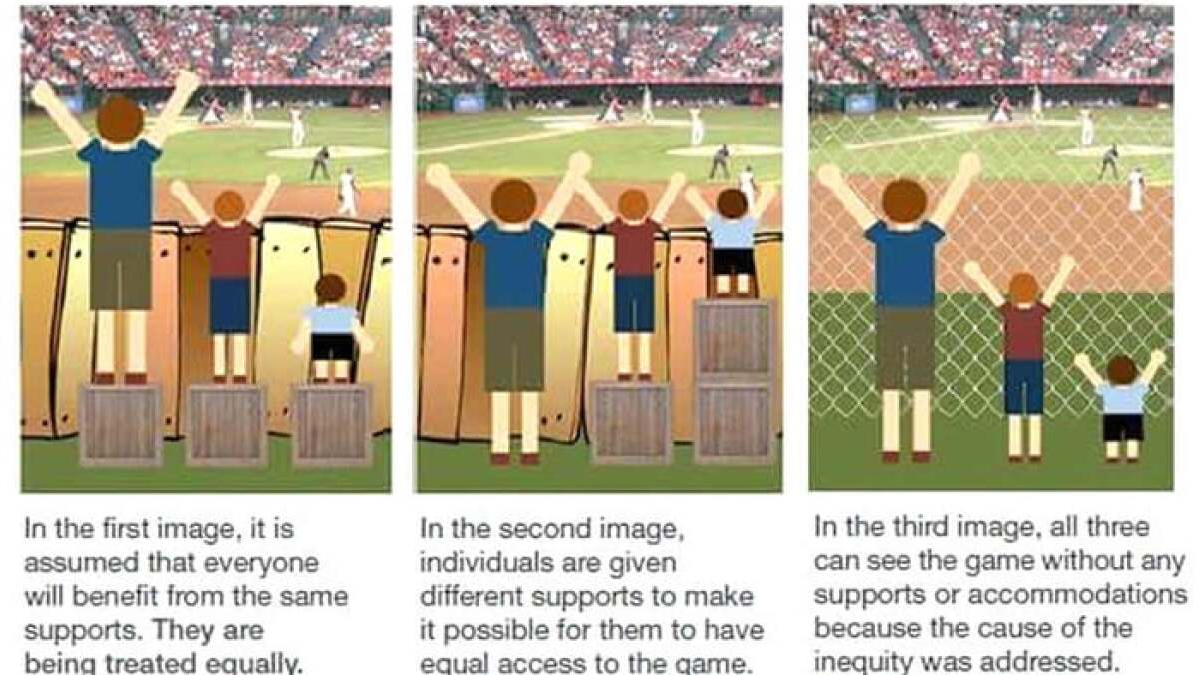 In the first image, it is
assumed that everyone
will benefit from the same
supports. They are
being treated equally.
In the second image,
individuals are given
different supports to make
it possible for them to have
equal access to the game.
In the third image, all three
can see the game without any
supports or accommodations
because the cause of the
inequity was addressed.